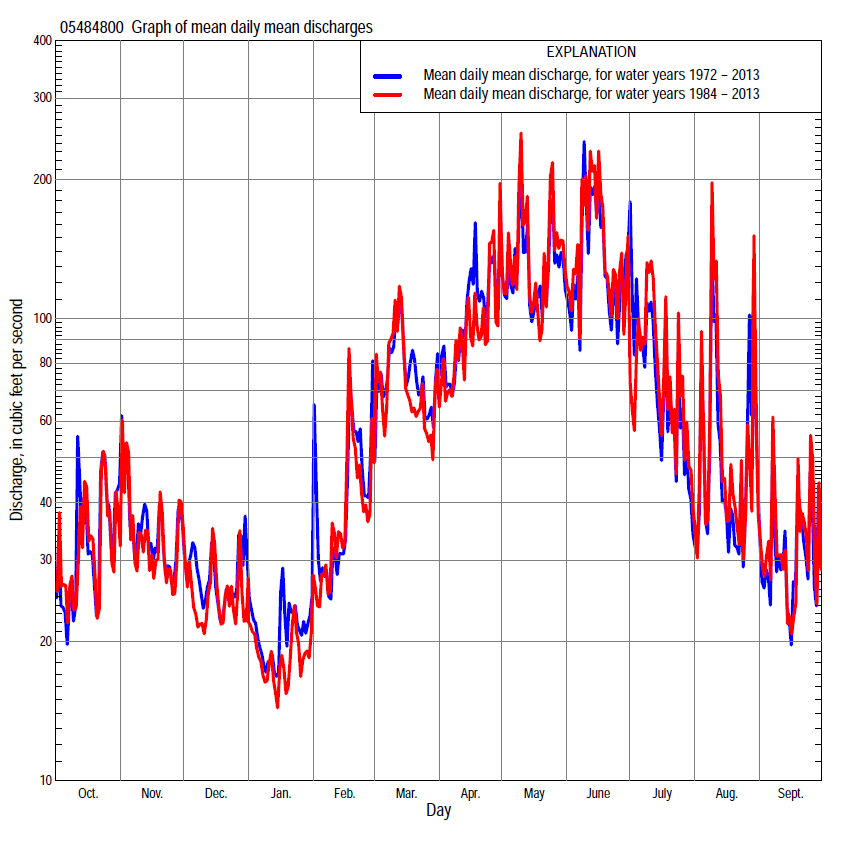 05484800 Graph of mean daily mean discharges
EXPLANATION
Mean daily mean discharge, for water years 1972 – 2013
Mean daily mean discharge, for water years 1984 – 2013
Discharge, in cubic feet per second
400
300
200
100
80
60
40
30
20
10
Oct. Nov. Dec. Jan. Feb. Mar. Apr. May June July Aug. Sept.
Day